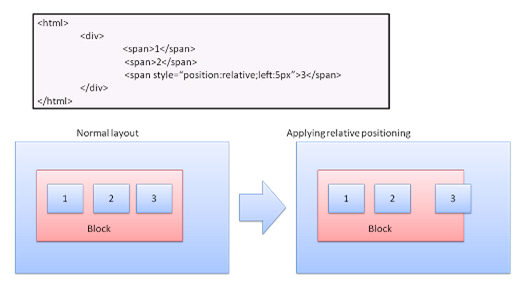 <html>
<div>
<span>1</span>
<span>2</span>
<span style="position:relative;left:5px">3</span>
</div>
</html>
Normal layout
Applying relative positioning
1 2 3
Block
1 2 3
Block